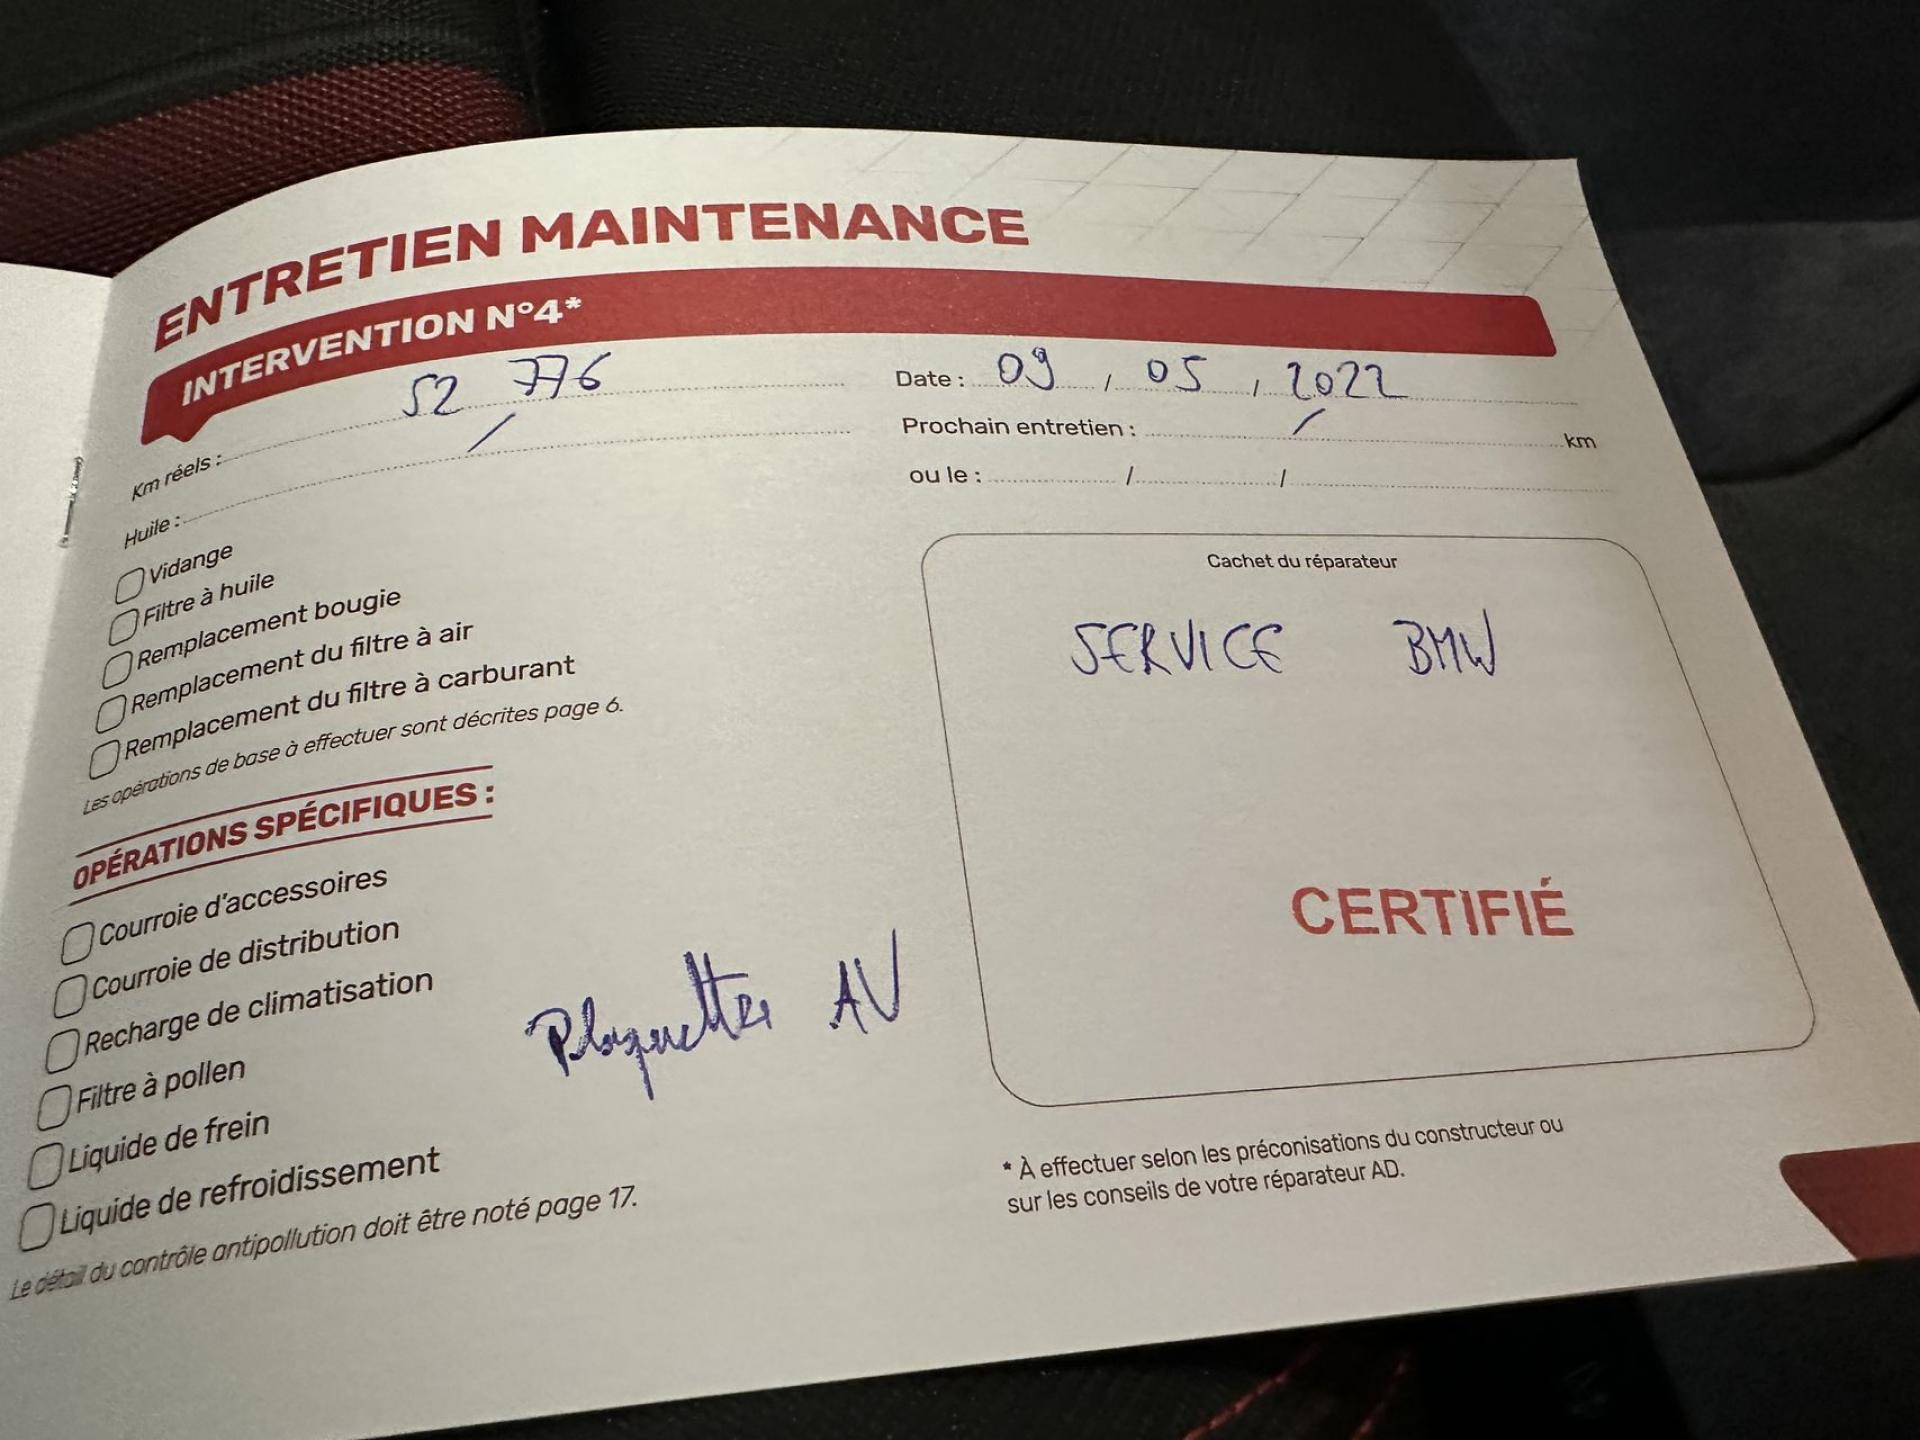 ENTRETIEN MAINTENANCE
INTERVENTION N°4*
Km réels : 52 776
Huile : /
Date : 09 / 05 / 2022
Prochain entretien : / km
ou le : / /
Vidange
Filtre à huile
Remplacement bougie
Remplacement du filtre à air
Remplacement du filtre à carburant
Les opérations de base à effectuer sont décrites page 6.
OPÉRATIONS SPÉCIFIQUES :
Courroie d'accessoires
Courroie de distribution
Recharge de climatisation
Filtre à pollen
Liquide de frein
Liquide de refroidissement
Le détail du contrôle antipollution doit être noté page 17.
Plaquettes AV
Cachet du réparateur
SERVICE BMW
CERTIFIÉ
* À effectuer selon les préconisations du constructeur ou
sur les conseils de votre réparateur AD.